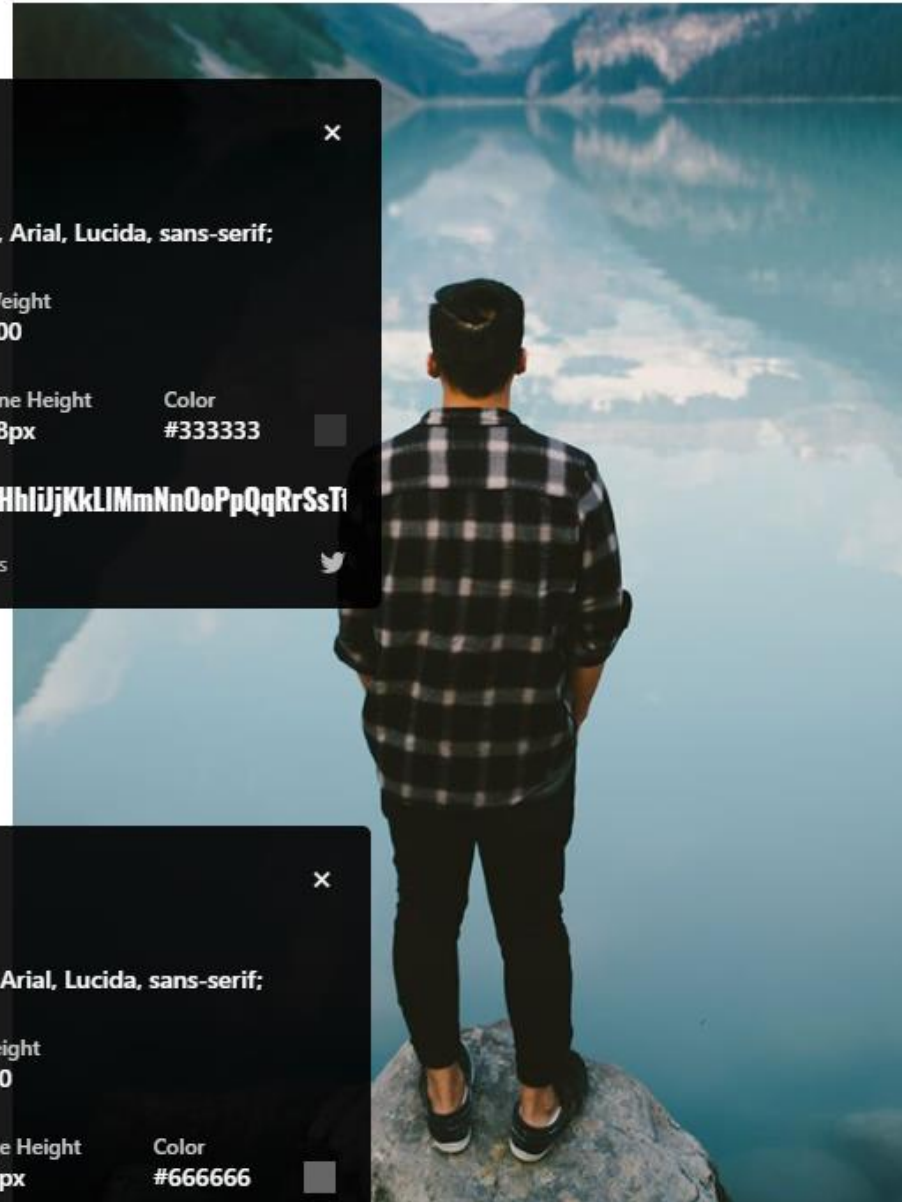 ×
, Arial, Lucida, sans-serif;
eight
00
ne Height Color
8px #333333
HhIiJjKkLlMmNnOoPpQqRrSsTt
s
×
Arial, Lucida, sans-serif;
eight
0
e Height Color
px #666666